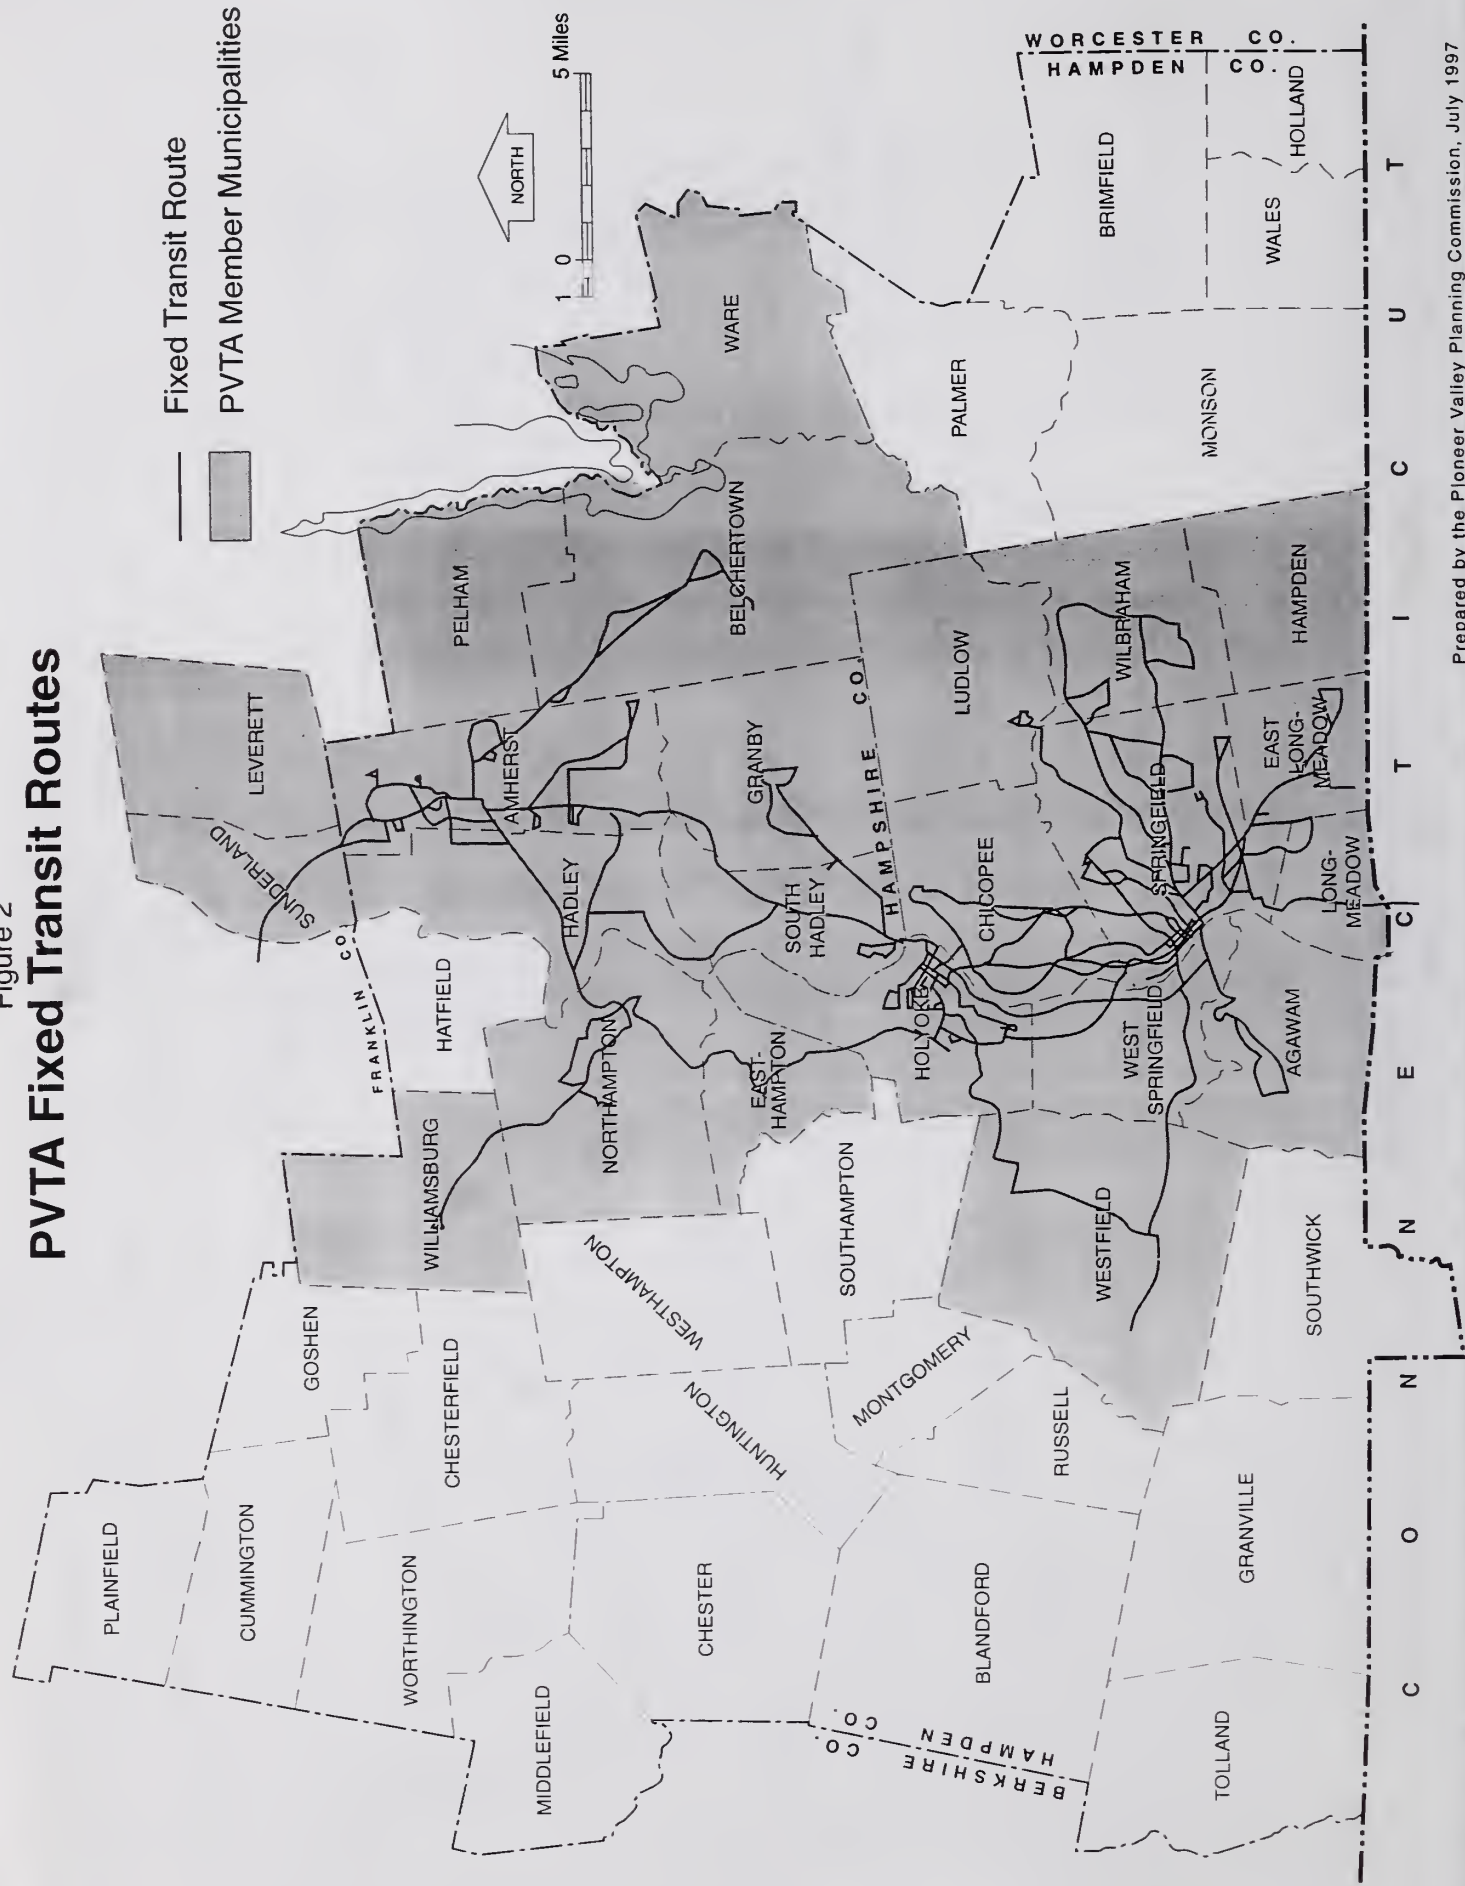 Figure 2
PVTA Fixed Transit Routes
Fixed Transit Route
PVTA Member Municipalities
NORTH
1 0 5 Miles
PLAINFIELD
CUMMINGTON
GOSHEN
WORTHINGTON
CHESTERFIELD
WILLIAMSBURG
MIDDLEFIELD
CHESTER
HUNTINGTON
WESTHAMPTON
NORTHAMPTON
HATFIELD
FRANKLIN CO.
SUNDERLAND
LEVERETT
HADLEY
AMHERST
PELHAM
BELCHERTOWN
WARE
GRANBY
SOUTH
HADLEY
EAST-
HAMPTON
SOUTHAMPTON
HAMPSHIRE CO.
BERKSHIRE CO.
HAMPDEN CO.
BLANDFORD
MONTGOMERY
RUSSELL
WESTFIELD
HOLYOKE
CHICOPEE
LUDLOW
PALMER
BRIMFIELD
WORCESTER CO.
HAMPDEN CO.
HOLLAND
WALES
MONSON
WILBRAHAM
HAMPDEN
SPRINGFIELD
EAST
LONG-
MEADOW
LONG-
MEADOW
WEST
SPRINGFIELD
AGAWAM
SOUTHWICK
GRANVILLE
TOLLAND
CONNECTICUT
Prepared by the Pioneer Valley Planning Commission, July 1997